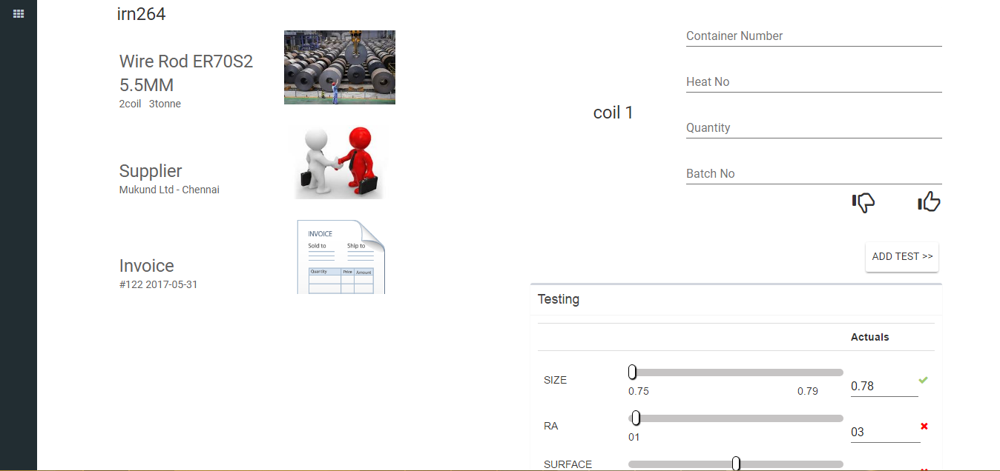 irn264
Wire Rod ER70S2
5.5MM
2coil 3tonne
Supplier
Mukund Ltd - Chennai
INVOICE
Sold to Ship to
Quantity Price Amount
Invoice
#122 2017-05-31
Container Number
Heat No
coil 1
Quantity
Batch No
ADD TEST >>
Testing
Actuals
SIZE
0.75 0.79
0.78
RA
01
03
SURFACE